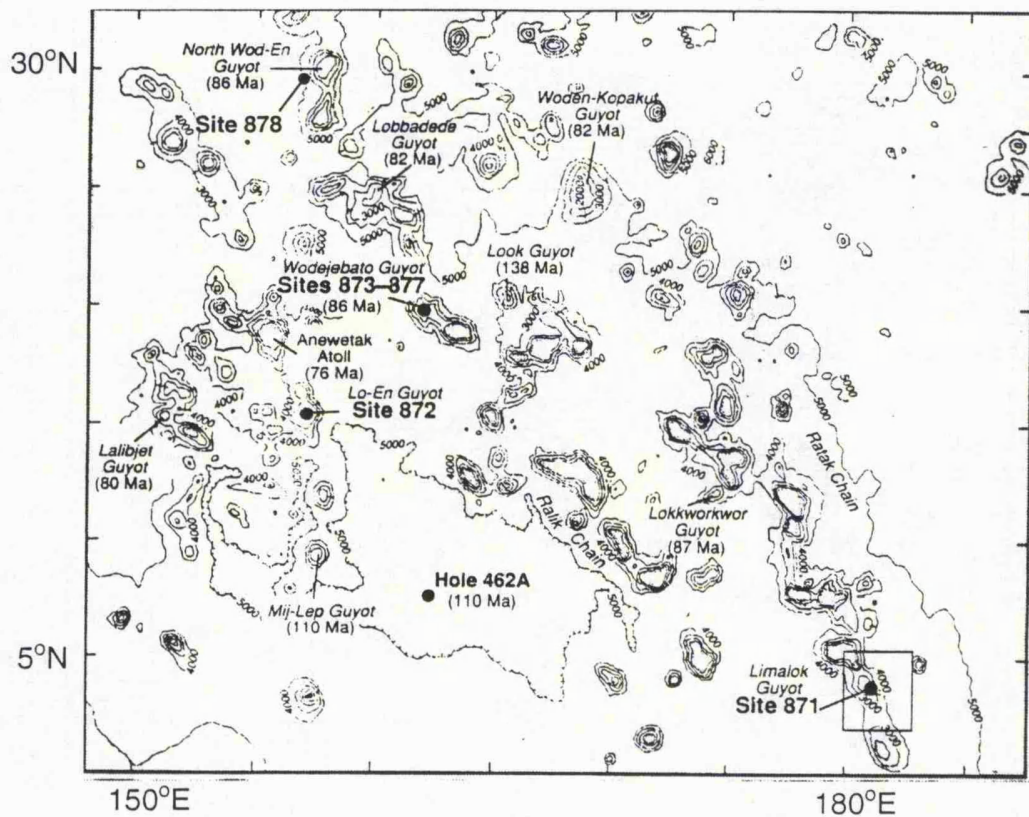 30°N
North Wod-En
Guyot
(86 Ma)
Site 878
Lobbadede
Guyot
(82 Ma)
Woden-Kopakut
Guyot
(82 Ma)
Look Guyot
(138 Ma)
Wodejebato Guyot
Sites 873–877
(86 Ma)
Anewetak
Atoll
(76 Ma)
Lo-En Guyot
Site 872
Lalibjet
Guyot
(80 Ma)
Ratak Chain
Ralik Chain
Lokkworkwor
Guyot
(87 Ma)
Hole 462A
(110 Ma)
Mij-Lep Guyot
(110 Ma)
5°N
Limalok
Guyot
Site 871
150°E
180°E
5000
4000
3000
2000